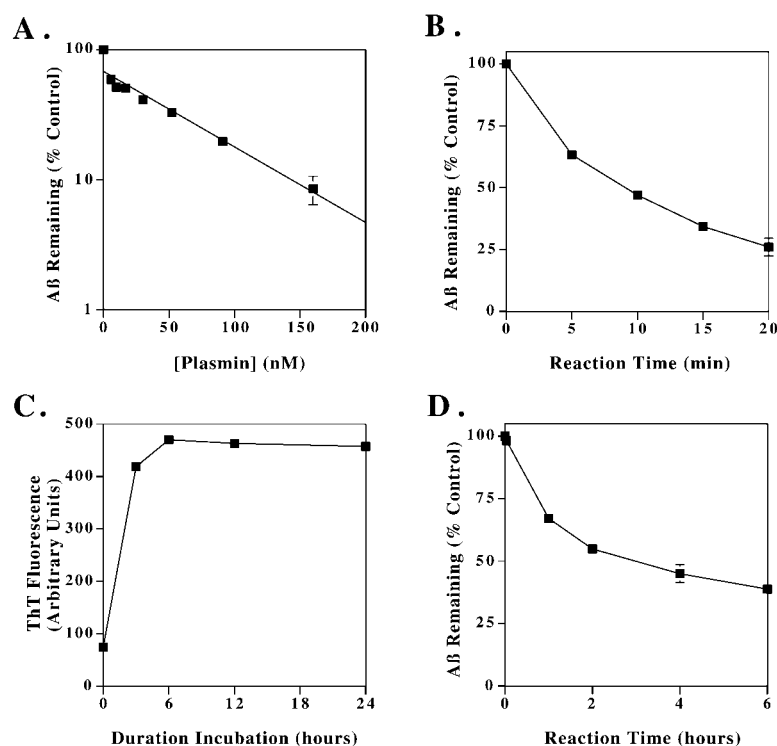 A.
Aß Remaining (% Control)
100
10
1
0
50
100
150
200
[Plasmin] (nM)
B.
Aß Remaining (% Control)
100
75
50
25
0
0
5
10
15
20
Reaction Time (min)
C.
ThT Fluorescence
(Arbitrary Units)
500
400
300
200
100
0
0
6
12
18
24
Duration Incubation (hours)
D.
Aß Remaining (% Control)
100
75
50
25
0
0
2
4
6
Reaction Time (hours)